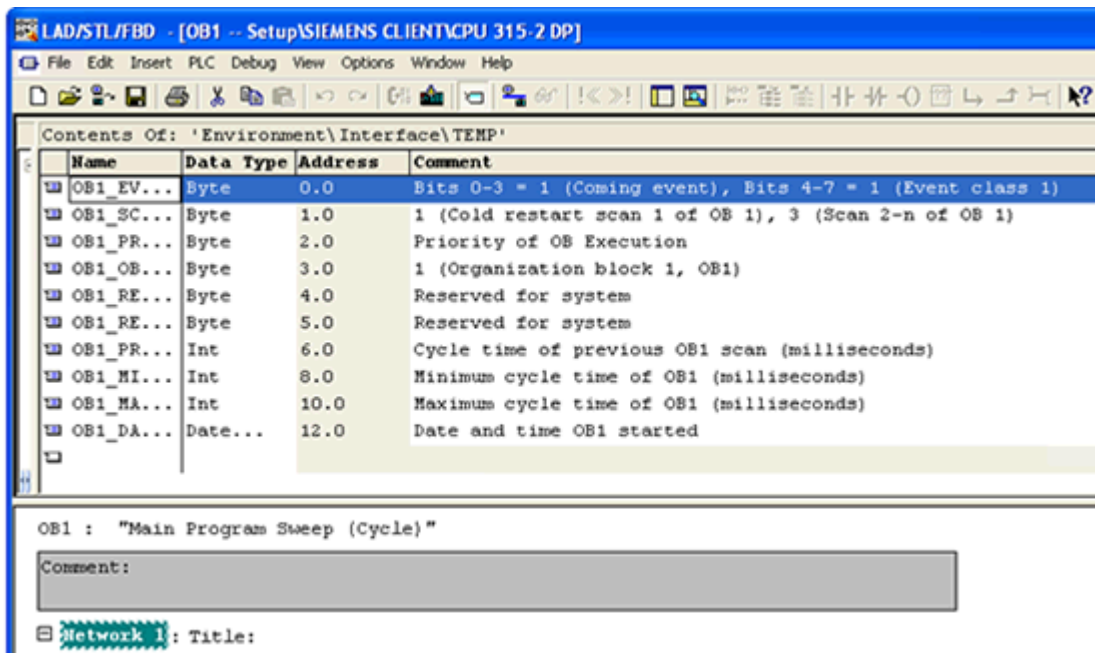 LAD/STL/FBD - [OB1 -- Setup\SIEMENS CLIENT\CPU 315-2 DP]
File Edit Insert PLC Debug View Options Window Help
Contents Of: 'Environment\Interface\TEMP'
Name Data Type Address Comment
OB1_EV... Byte 0.0 Bits 0-3 = 1 (Coming event), Bits 4-7 = 1 (Event class 1)
OB1_SC... Byte 1.0 1 (Cold restart scan 1 of OB 1), 3 (Scan 2-n of OB 1)
OB1_PR... Byte 2.0 Priority of OB Execution
OB1_OB... Byte 3.0 1 (Organization block 1, OB1)
OB1_RE... Byte 4.0 Reserved for system
OB1_RE... Byte 5.0 Reserved for system
OB1_PR... Int 6.0 Cycle time of previous OB1 scan (milliseconds)
OB1_MI... Int 8.0 Minimum cycle time of OB1 (milliseconds)
OB1_MA... Int 10.0 Maximum cycle time of OB1 (milliseconds)
OB1_DA... Date... 12.0 Date and time OB1 started
OB1 : "Main Program Sweep (Cycle)"
Comment:
Network 1: Title: